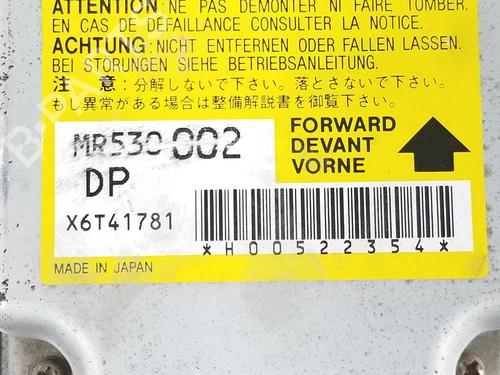 ATTENTION: NE PAS DEMONTER NI FAIRE TOMBER.
EN CAS DE DEFAILLANCE CONSULTER LA NOTICE.
ACHTUNG: NICHT ENTFERNEN ODER FALLEN LASSEN.
BEI STÖRUNGEN SIEHE BETRIEBSANLEITUNG.
注　意：分解しないで下さい。落とさないで下さい。
もし異常がある場合は整備解説書を御覧下さい。
MR530 002
DP
X6T41781
FORWARD
DEVANT
VORNE
*H00522354*
MADE IN JAPAN